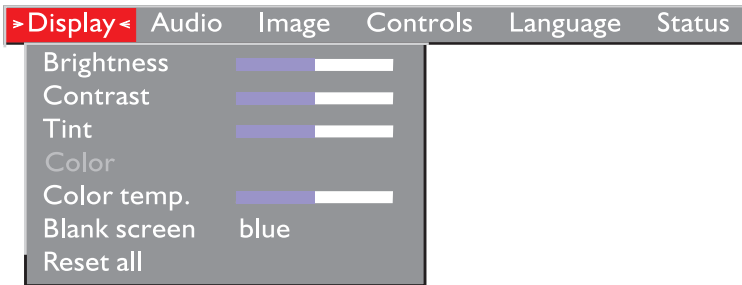 >Display< Audio Image Controls Language Status
Brightness
Contrast
Tint
Color
Color temp.
Blank screen blue
Reset all